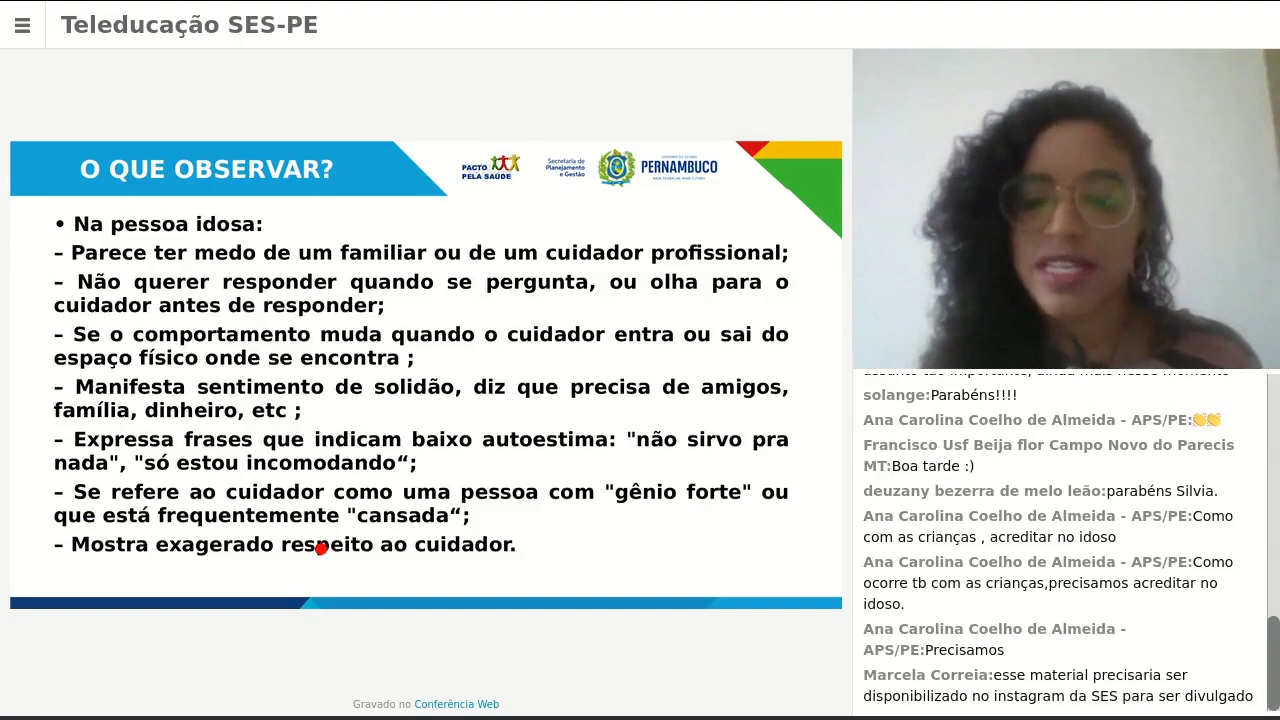 Teleducação SES-PE
O QUE OBSERVAR?
PACTO
PELA SAÚDE
Secretaria de
Planejamento
e Gestão
PERNAMBUCO
• Na pessoa idosa:
– Parece ter medo de um familiar ou de um cuidador profissional;
– Não querer responder quando se pergunta, ou olha para o
cuidador antes de responder;
– Se o comportamento muda quando o cuidador entra ou sai do
espaço físico onde se encontra ;
– Manifesta sentimento de solidão, diz que precisa de amigos,
família, dinheiro, etc ;
– Expressa frases que indicam baixo autoestima: "não sirvo pra
nada", "só estou incomodando“;
– Se refere ao cuidador como uma pessoa com "gênio forte" ou
que está frequentemente "cansada“;
– Mostra exagerado respeito ao cuidador.
Gravado no Conferência Web
solange:Parabéns!!!!
Ana Carolina Coelho de Almeida - APS/PE:👏👏
Francisco Usf Beija flor Campo Novo do Parecis
MT:Boa tarde :)
deuzany bezerra de melo leão:parabéns Silvia.
Ana Carolina Coelho de Almeida - APS/PE:Como
com as crianças , acreditar no idoso
Ana Carolina Coelho de Almeida - APS/PE:Como
ocorre tb com as crianças,precisamos acreditar no
idoso.
Ana Carolina Coelho de Almeida -
APS/PE:Precisamos
Marcela Correia:esse material precisaria ser
disponibilizado no instagram da SES para ser divulgado